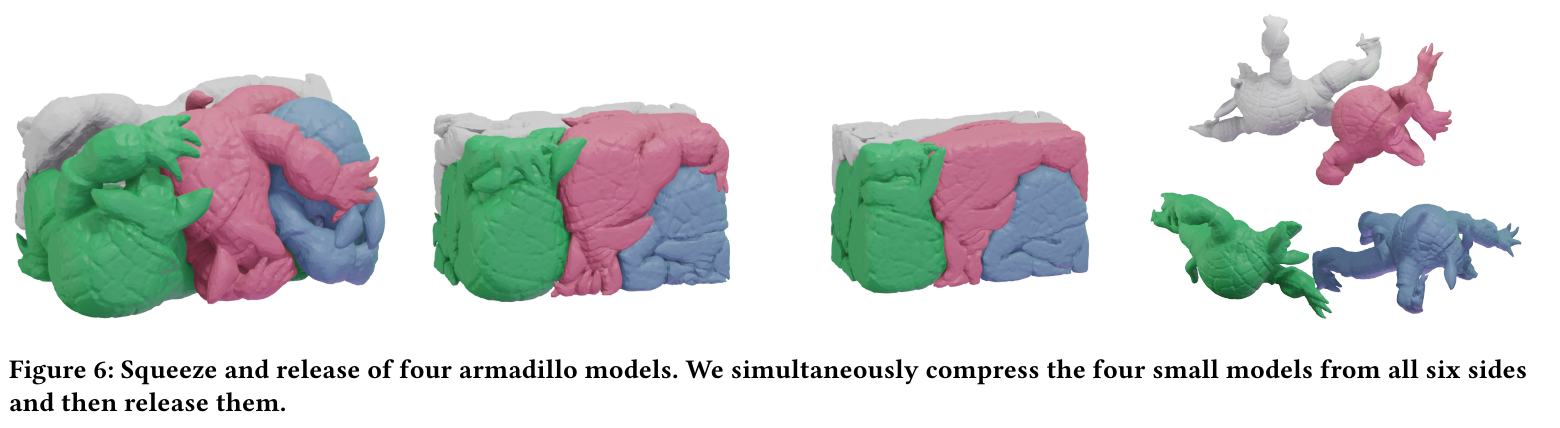 Figure 6: Squeeze and release of four armadillo models. We simultaneously compress the four small models from all six sides
and then release them.